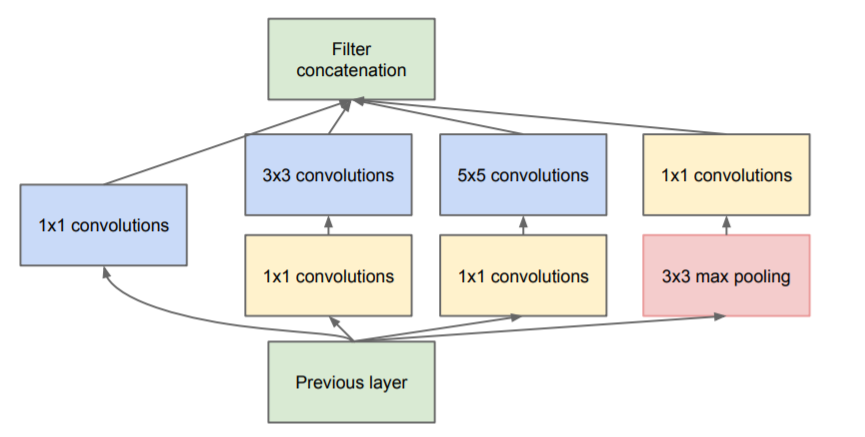 Filter
concatenation
3x3 convolutions
5x5 convolutions
1x1 convolutions
1x1 convolutions
1x1 convolutions
1x1 convolutions
3x3 max pooling
Previous layer